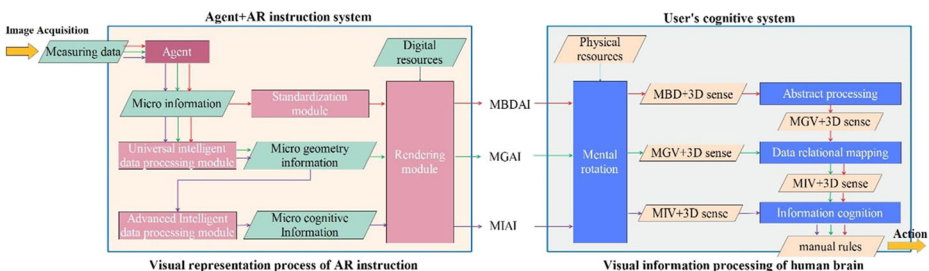 Agent+AR instruction system
User's cognitive system
Image Acquisition
Measuring data
Agent
Digital
resources
Physical
resources
Micro information
Standardization
module
MBDAI
MBD+3D sense
Abstract processing
MGV+3D sense
Universal intelligent
data processing module
Micro geometry
information
Rendering
module
MGAI
Mental
rotation
MGV+3D sense
Data relational mapping
MIV+3D sense
Advanced Intelligent
data processing module
Micro cognitive
Information
MIAI
MIV+3D sense
Information cognition
Action
manual rules
Visual representation process of AR instruction
Visual information processing of human brain